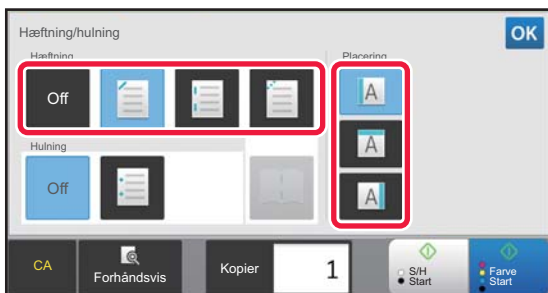 Hæftning/hulning
OK
Hæftning
Placering
Off
A
A
A
Hulning
Off
CA
Forhåndsvis
Kopier
1
S/H
Start
Farve
Start